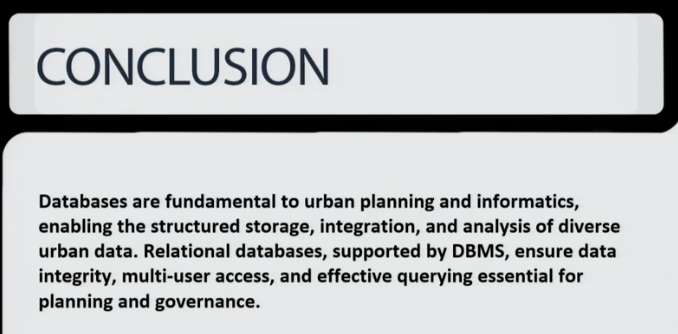 CONCLUSION
Databases are fundamental to urban planning and informatics,
enabling the structured storage, integration, and analysis of diverse
urban data. Relational databases, supported by DBMS, ensure data
integrity, multi-user access, and effective querying essential for
planning and governance.